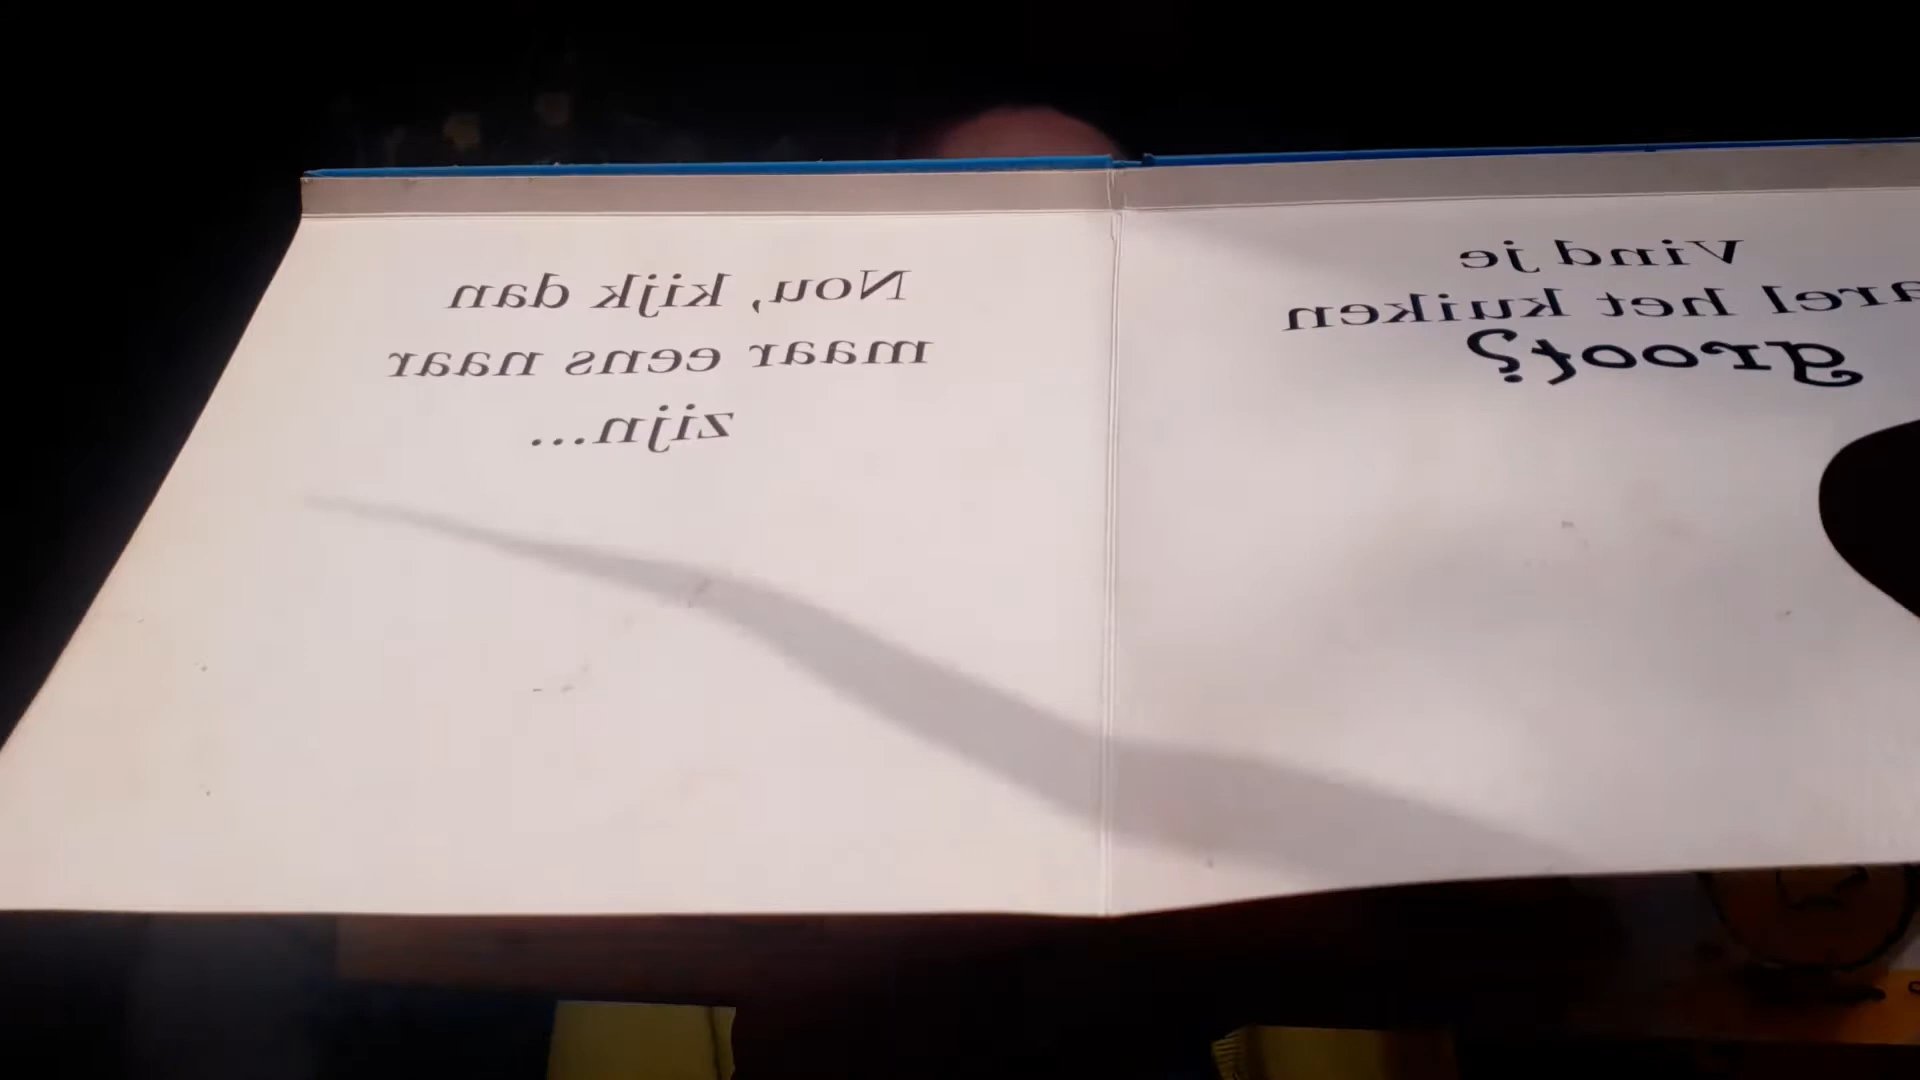 Vind je
arel het kuiken
groot?
Nou, kijk dan
maar eens naar
zijn...